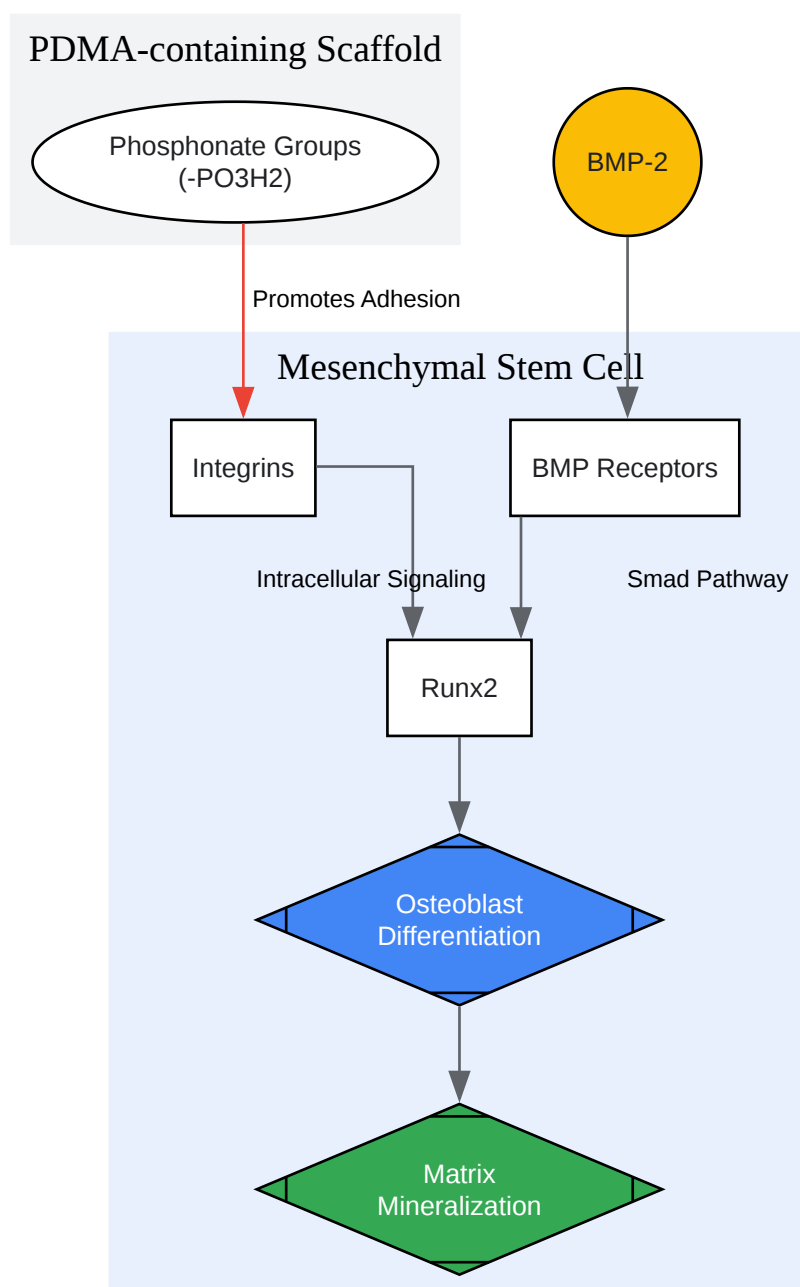 PDMA-containing Scaffold
Phosphonate Groups
(-PO3H2)
BMP-2
Promotes Adhesion
Mesenchymal Stem Cell
Integrins
BMP Receptors
Intracellular Signaling
Smad Pathway
Runx2
Osteoblast
Differentiation
Matrix
Mineralization